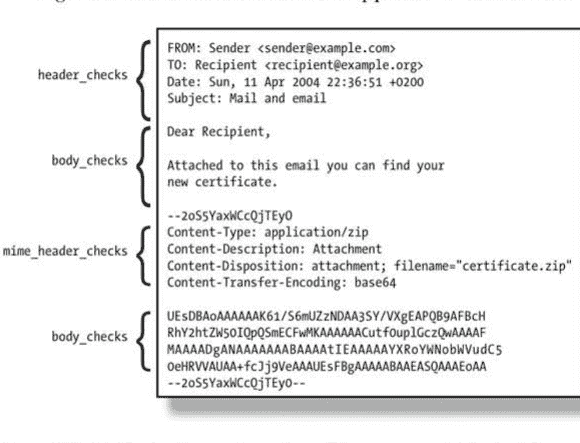 header_checks
FROM: Sender <sender@example.com>
TO: Recipient <recipient@example.org>
Date: Sun, 11 Apr 2004 22:36:51 +0200
Subject: Mail and email
body_checks
Dear Recipient,
Attached to this email you can find your
new certificate.
--2oS5YaxWCcQjTEyO
mime_header_checks
Content-Type: application/zip
Content-Description: Attachment
Content-Disposition: attachment; filename="certificate.zip"
Content-Transfer-Encoding: base64
body_checks
UEsDBAoAAAAAAK61/S6mUZzNDAA3SY/VXgEAPQB9AFBcH
RhY2htZW5OIQpQSmECFwMKAAAAAACutfOuplGczQwAAAAF
MAAAADgANAAAAAAABAAAAtIEAAAAAYXRoYWNobWVudC5
OeHRVVAUAA+fcJj9VeAAAUEsFBgAAAAABAAEASQAAAEoAA
--2oS5YaxWCcQjTEyO--